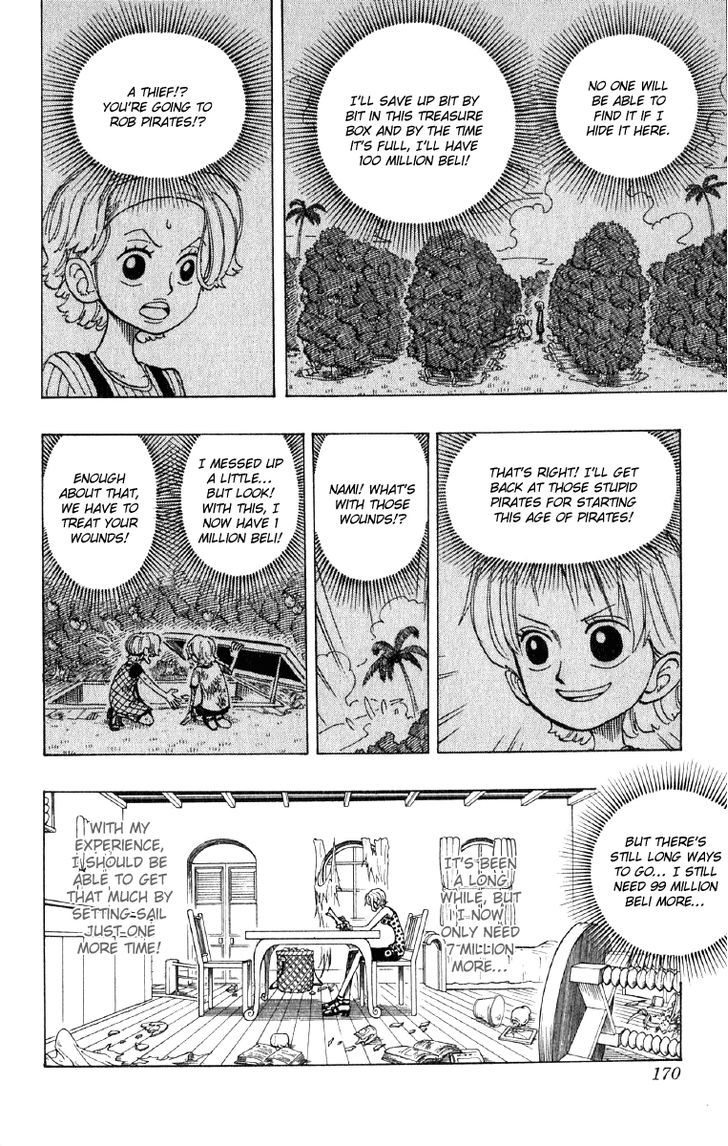 NO ONE WILL
BE ABLE TO
FIND IT IF I
HIDE IT HERE.
I'LL SAVE UP BIT BY
BIT IN THIS TREASURE
BOX AND BY THE TIME
IT'S FULL, I'LL HAVE
100 MILLION BELI!
A THIEF!?
YOU'RE GOING TO
ROB PIRATES!?
THAT'S RIGHT! I'LL GET
BACK AT THOSE STUPID
PIRATES FOR STARTING
THIS AGE OF PIRATES!
NAMI! WHAT'S
WITH THOSE
WOUNDS!?
I MESSED UP
A LITTLE...
BUT LOOK!
WITH THIS, I
NOW HAVE 1
MILLION BELI!
ENOUGH
ABOUT THAT,
WE HAVE TO
TREAT YOUR
WOUNDS!
BUT THERE'S
STILL LONG WAYS
TO GO... I STILL
NEED 99 MILLION
BELI MORE...
IT'S BEEN
A LONG
WHILE, BUT
I NOW
ONLY NEED
7 MILLION
MORE...
WITH MY
EXPERIENCE,
I SHOULD BE
ABLE TO GET
THAT MUCH BY
SETTING SAIL
JUST ONE
MORE TIME!
170